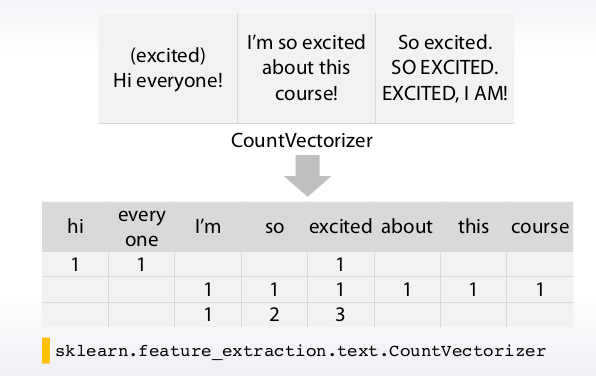 (excited)
Hi everyone!
I'm so excited
about this
course!
So excited.
SO EXCITED.
EXCITED, I AM!
CountVectorizer
hi every one I'm so excited about this course
1 1 1
1 1 1 1 1 1
1 2 3
sklearn.feature_extraction.text.CountVectorizer